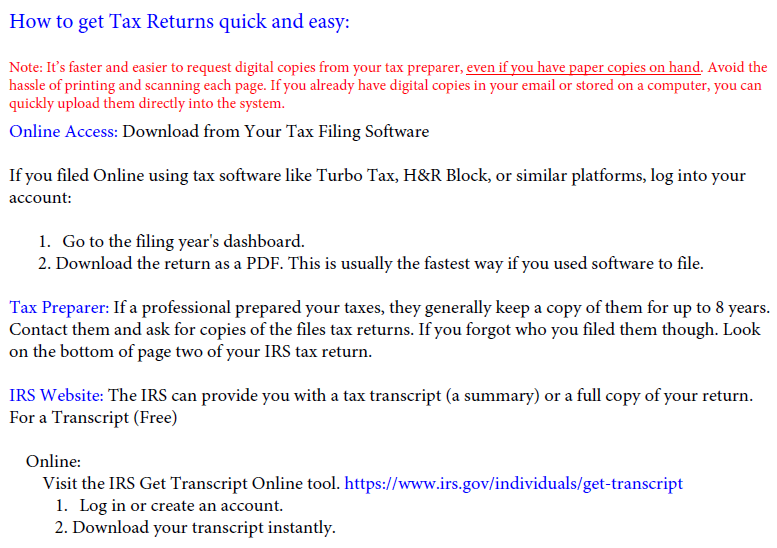 How to get Tax Returns quick and easy:
Note: It's faster and easier to request digital copies from your tax preparer, even if you have paper copies on hand. Avoid the
hassle of printing and scanning each page. If you already have digital copies in your email or stored on a computer, you can
quickly upload them directly into the system.
Online Access: Download from Your Tax Filing Software
If you filed Online using tax software like Turbo Tax, H&R Block, or similar platforms, log into your
account:
1. Go to the filing year's dashboard.
2. Download the return as a PDF. This is usually the fastest way if you used software to file.
Tax Preparer: If a professional prepared your taxes, they generally keep a copy of them for up to 8 years.
Contact them and ask for copies of the files tax returns. If you forgot who you filed them though. Look
on the bottom of page two of your IRS tax return.
IRS Website: The IRS can provide you with a tax transcript (a summary) or a full copy of your return.
For a Transcript (Free)
Online:
Visit the IRS Get Transcript Online tool. https://www.irs.gov/individuals/get-transcript
1. Log in or create an account.
2. Download your transcript instantly.